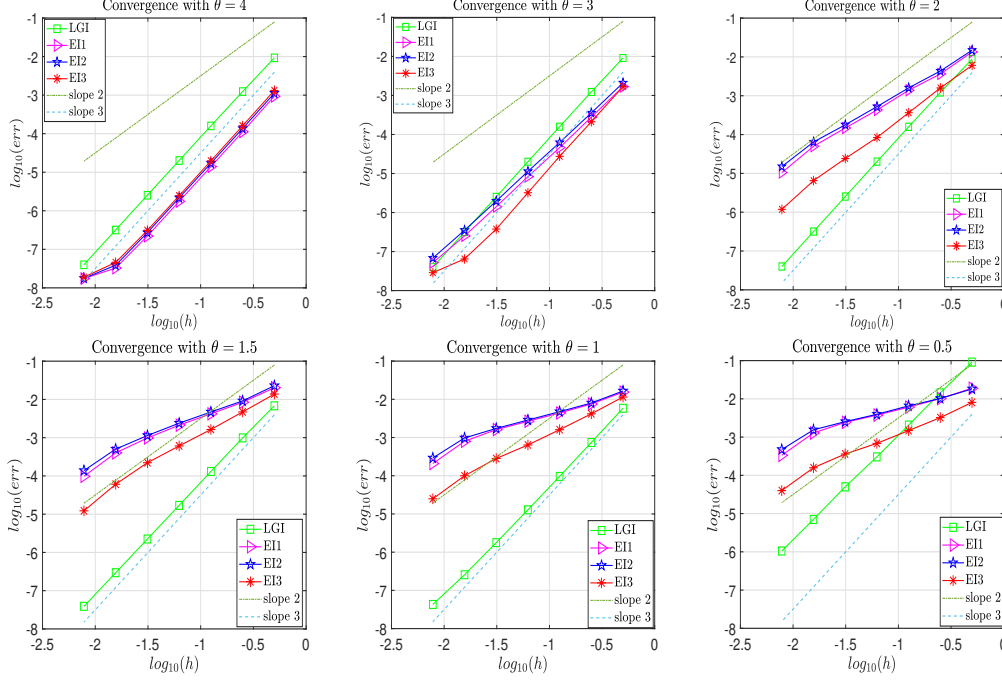 Convergence with θ = 4
Convergence with θ = 3
Convergence with θ = 2
-1
-2
-3
-4
-5
-6
-7
-8
log10(err)
LGI
EI1
EI2
EI3
slope 2
slope 3
-2.5
-2
-1.5
-1
-0.5
0
log10(h)
-1
-2
-3
-4
-5
-6
-7
-8
log10(err)
LGI
EI1
EI2
EI3
slope 2
slope 3
-2.5
-2
-1.5
-1
-0.5
0
log10(h)
-1
-2
-3
-4
-5
-6
-7
-8
log10(err)
LGI
EI1
EI2
EI3
slope 2
slope 3
-2.5
-2
-1.5
-1
-0.5
0
log10(h)
Convergence with θ = 1.5
Convergence with θ = 1
Convergence with θ = 0.5
-1
-2
-3
-4
-5
-6
-7
-8
log10(err)
LGI
EI1
EI2
EI3
slope 2
slope 3
-2.5
-2
-1.5
-1
-0.5
0
log10(h)
-1
-2
-3
-4
-5
-6
-7
-8
log10(err)
LGI
EI1
EI2
EI3
slope 2
slope 3
-2.5
-2
-1.5
-1
-0.5
0
log10(h)
-1
-2
-3
-4
-5
-6
-7
-8
log10(err)
LGI
EI1
EI2
EI3
slope 2
slope 3
-2.5
-2
-1.5
-1
-0.5
0
log10(h)